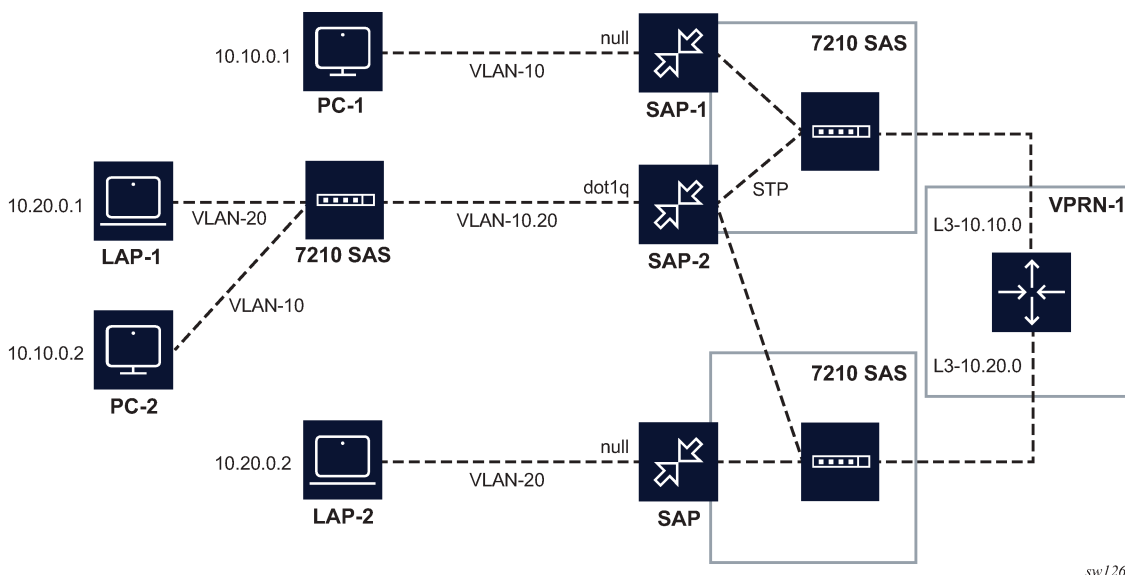 7210 SAS
10.10.0.1
null
VLAN-10
PC-1
SAP-1
10.20.0.1
VLAN-20
LAP-1
7210 SAS
dot1q
VLAN-10.20
SAP-2
STP
VPRN-1
L3-10.10.0
VLAN-10
10.10.0.2
PC-2
7210 SAS
L3-10.20.0
10.20.0.2
null
VLAN-20
LAP-2
SAP
sw126